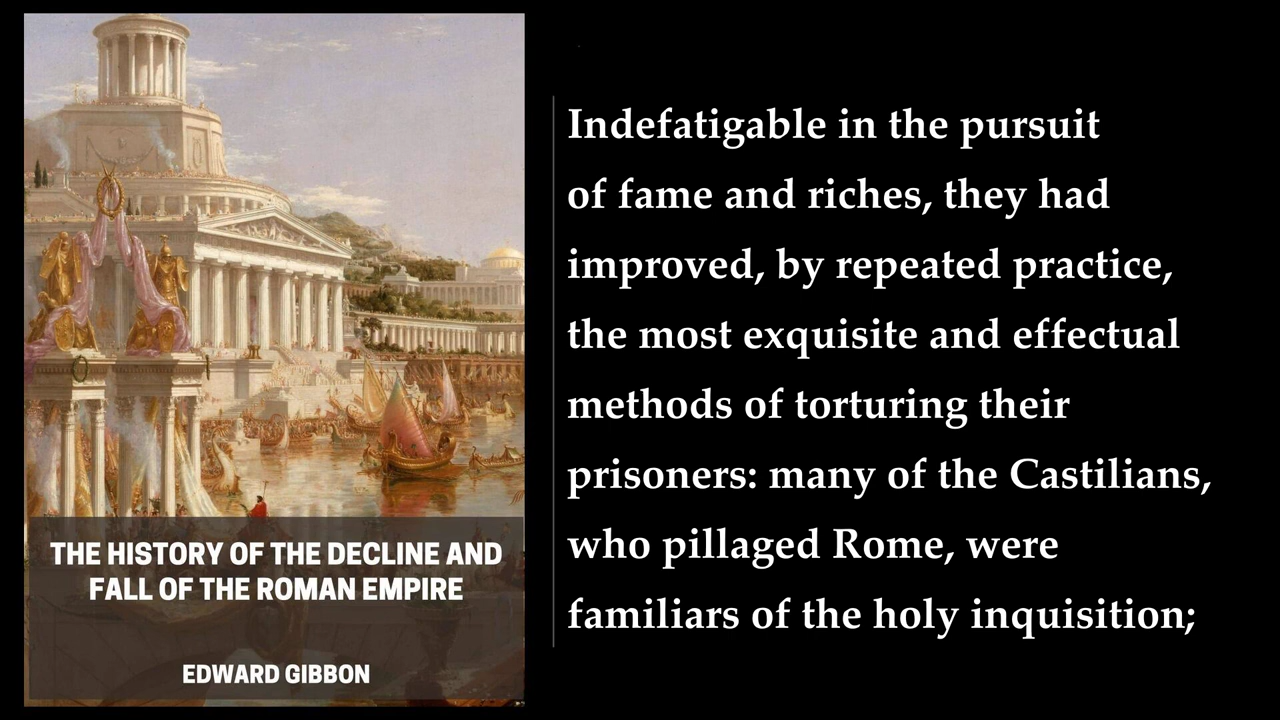 THE HISTORY OF THE DECLINE AND
FALL OF THE ROMAN EMPIRE
EDWARD GIBBON
Indefatigable in the pursuit
of fame and riches, they had
improved, by repeated practice,
the most exquisite and effectual
methods of torturing their
prisoners: many of the Castilians,
who pillaged Rome, were
familiars of the holy inquisition;